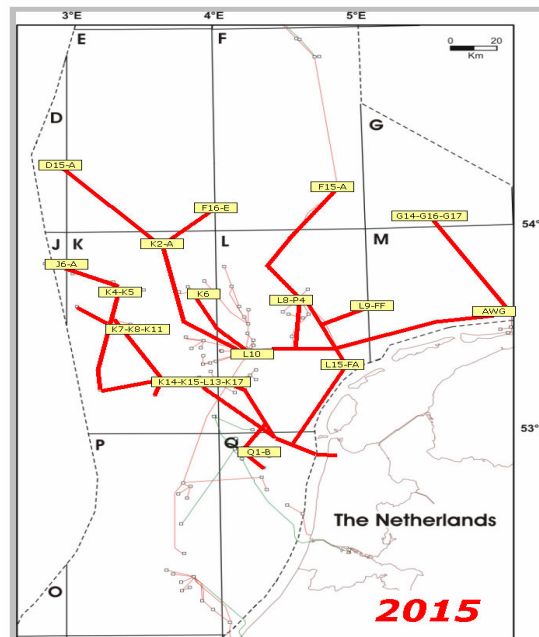 3°E 4°E 5°E
E F
0 20
Km
D
G
D15-A
F15-A
F16-E
G14-G16-G17
54°
J K L M
K2-A
J6-A
K4-K5 K6 L8-P4
L9-FF
AWG
K7-K8-K11
L10
L15-FA
K14-K15-L13-K17
53°
P Q
Q1-B
The Netherlands
O
2015